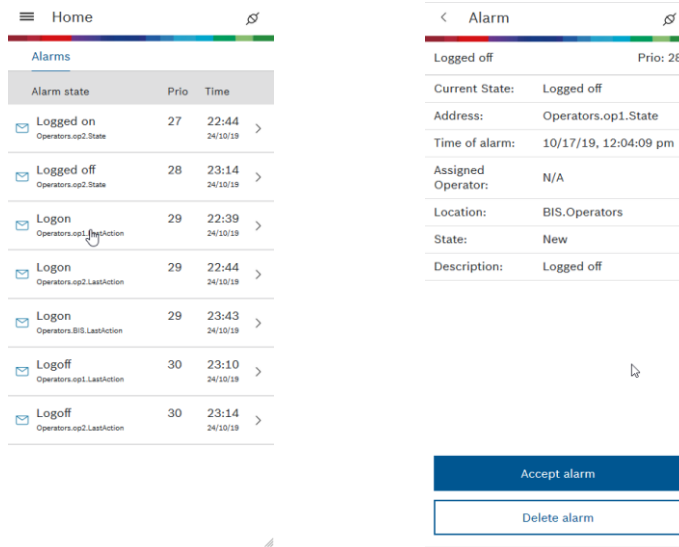 Home
Alarms
Alarm state Prio Time
Logged on 27 22:44
Operators.op2.State 24/10/19
Logged off 28 23:14
Operators.op2.State 24/10/19
Logon 29 22:39
Operators.op1.LastAction 24/10/19
Logon 29 22:44
Operators.op2.LastAction 24/10/19
Logon 29 23:43
Operators.BIS.LastAction 24/10/19
Logoff 30 23:10
Operators.op1.LastAction 24/10/19
Logoff 30 23:14
Operators.op2.LastAction 24/10/19
Alarm
Logged off Prio: 28
Current State: Logged off
Address: Operators.op1.State
Time of alarm: 10/17/19, 12:04:09 pm
Assigned
Operator: N/A
Location: BIS.Operators
State: New
Description: Logged off
Accept alarm
Delete alarm